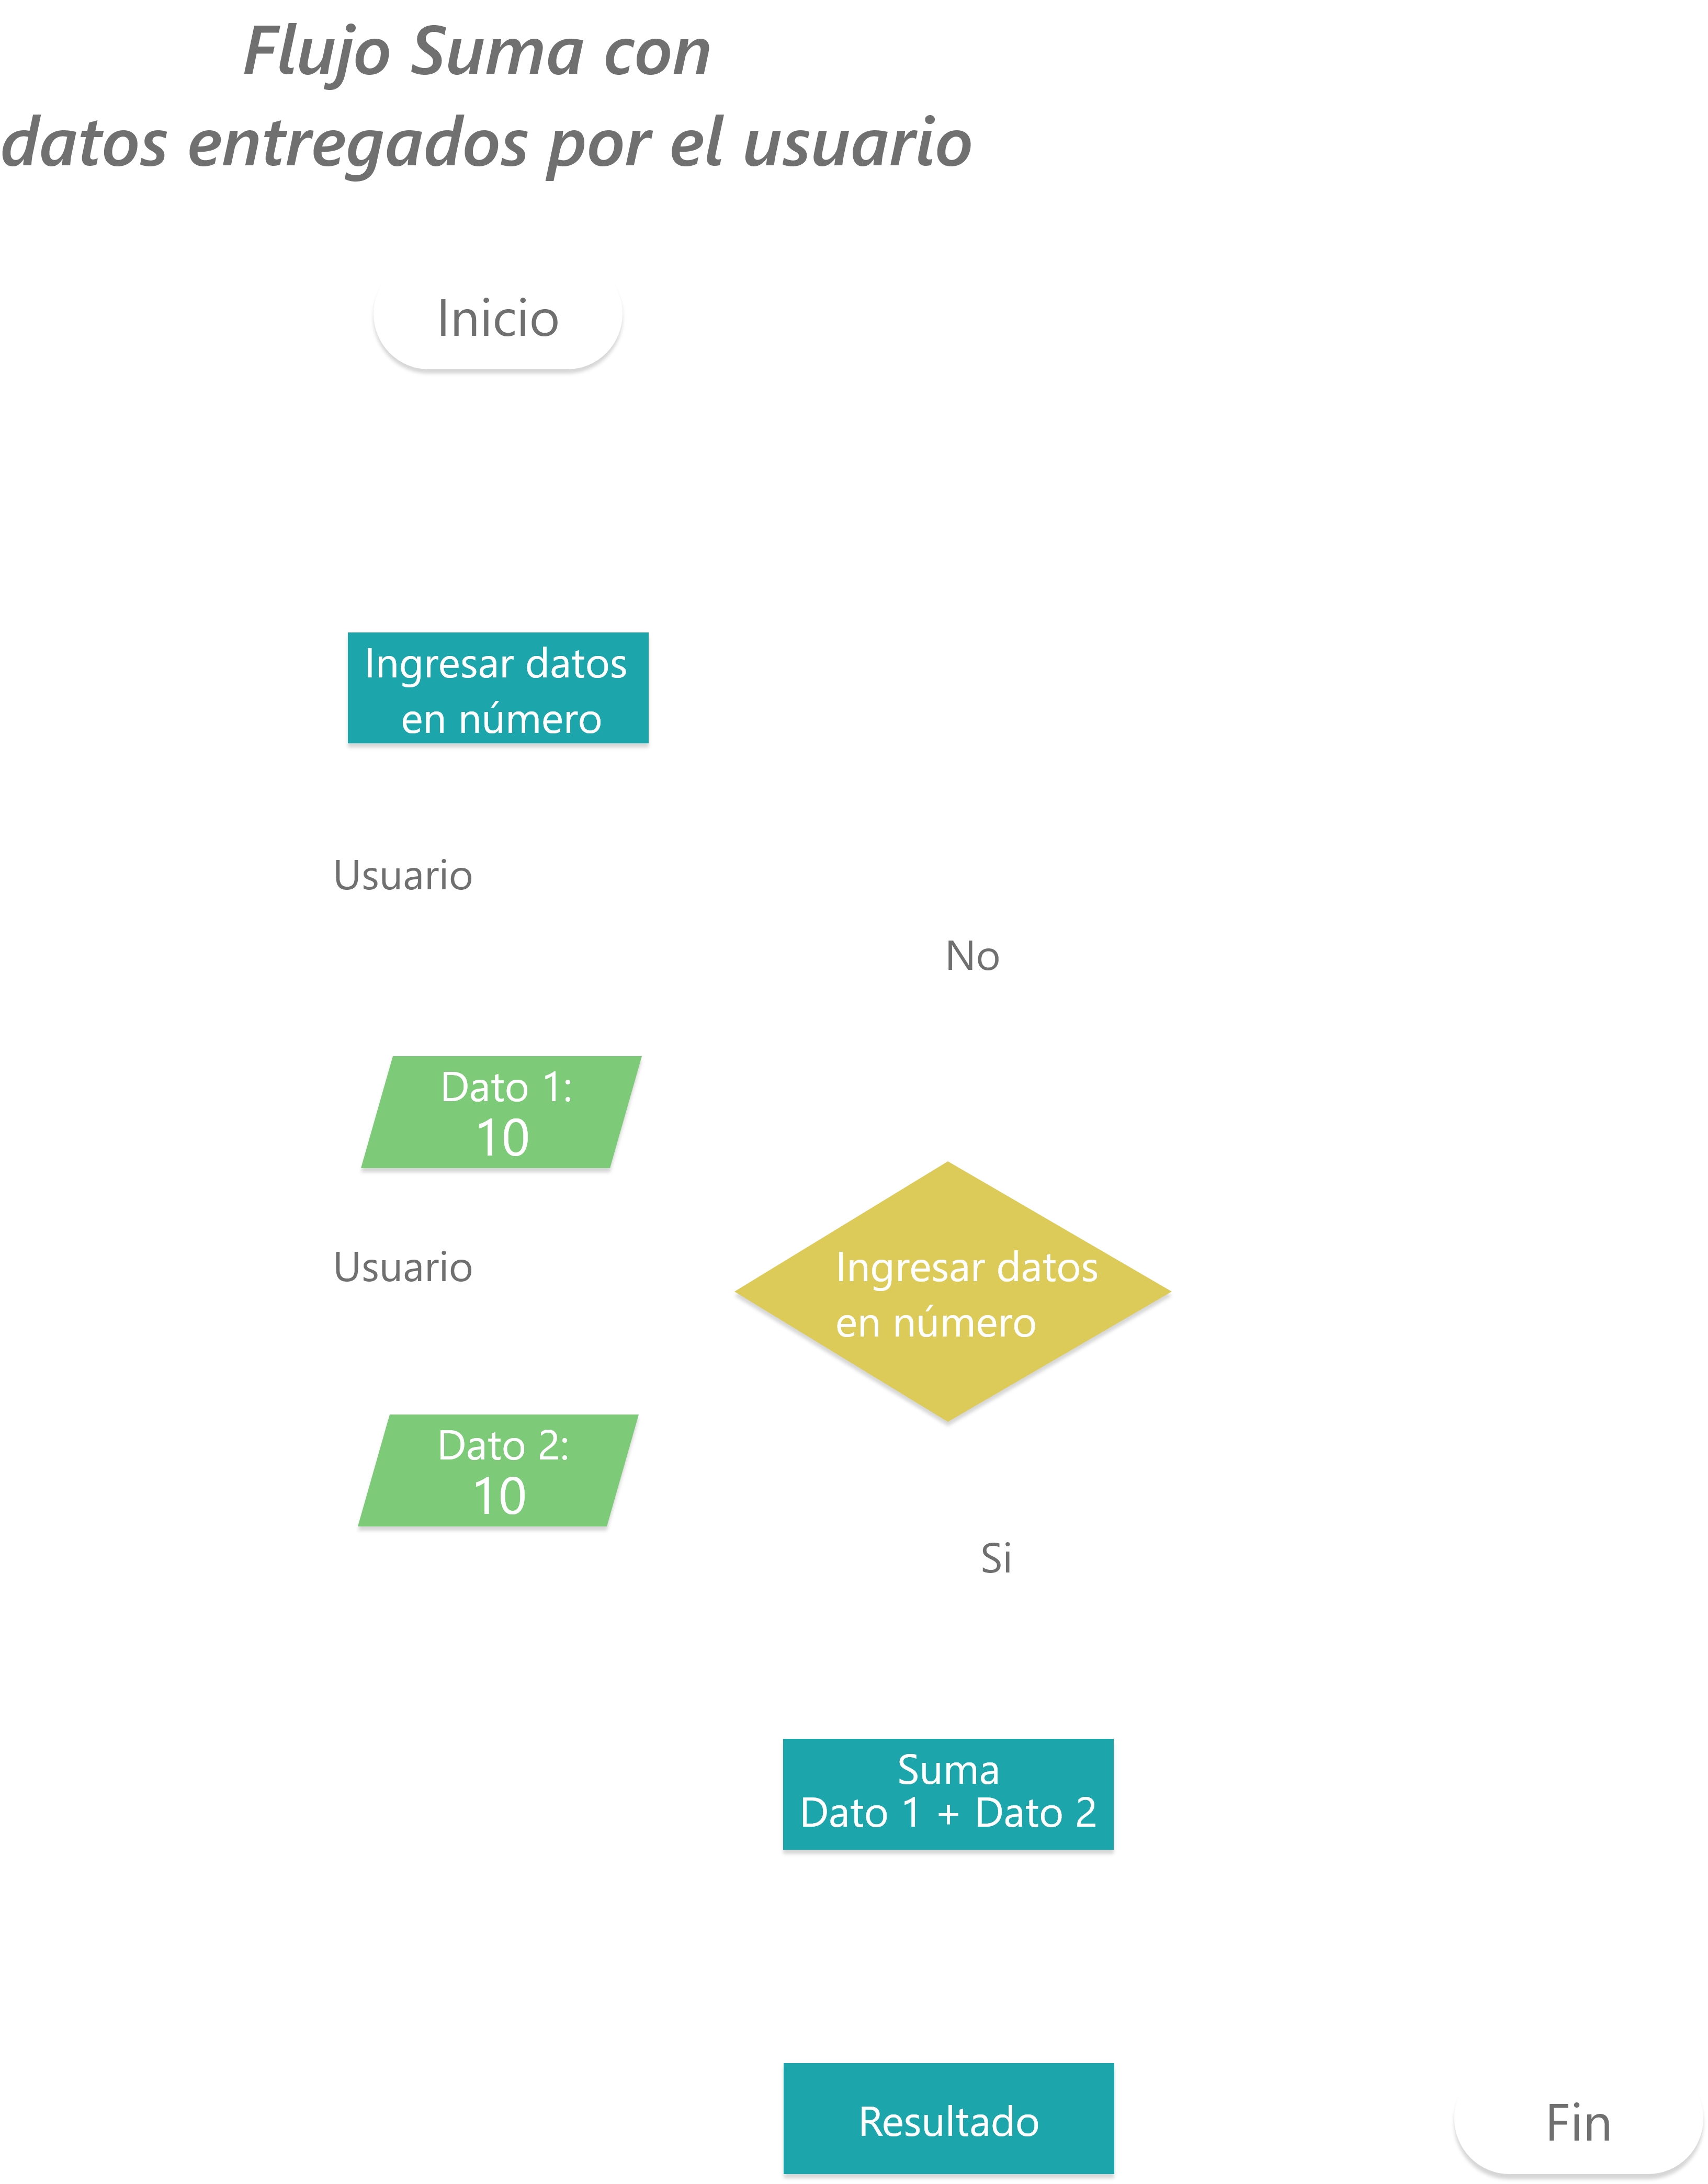 Flujo Suma con
datos entregados por el usuario
Inicio
Ingresar datos
en número
Usuario
No
Dato 1:
10
Usuario
Ingresar datos
en número
Dato 2:
10
Si
Suma
Dato 1 + Dato 2
Resultado
Fin